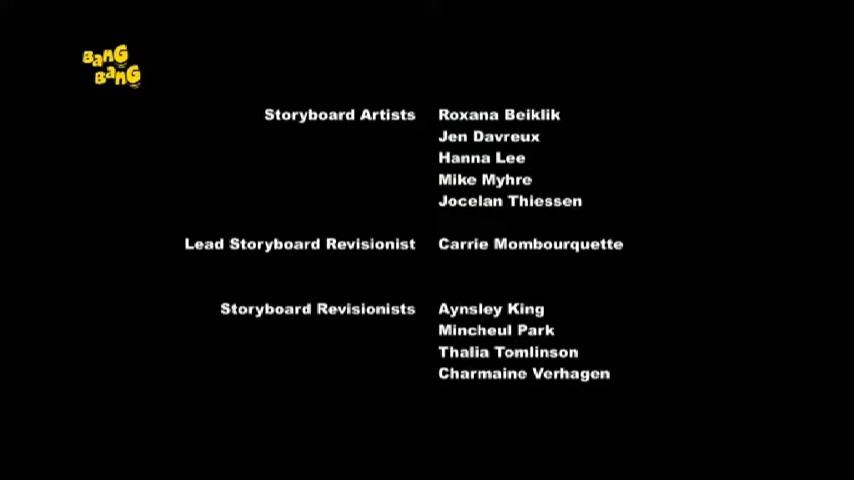 BanG
BanG
Storyboard Artists Roxana Beiklik
Jen Davreux
Hanna Lee
Mike Myhre
Jocelan Thiessen
Lead Storyboard Revisionist Carrie Mombourquette
Storyboard Revisionists Aynsley King
Mincheul Park
Thalia Tomlinson
Charmaine Verhagen